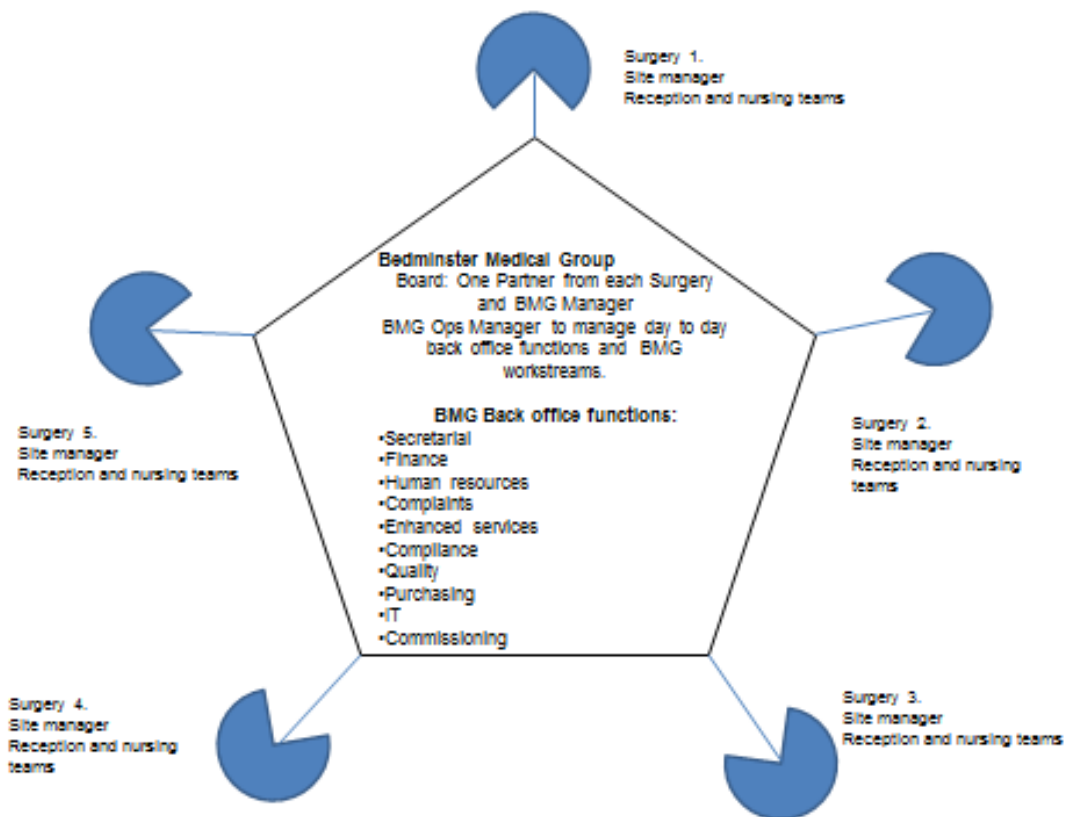 Surgery 1.
Site manager
Reception and nursing teams
Bedminster Medical Group
Board: One Partner from each Surgery
and BMG Manager
BMG Ops Manager to manage day to day
back office functions and BMG
workstreams.
BMG Back office functions:
•Secretarial
•Finance
•Human resources
•Complaints
•Enhanced services
•Compliance
•Quality
•Purchasing
•IT
•Commissioning
Surgery 2.
Site manager
Reception and nursing
teams
Surgery 3.
Site manager
Reception and nursing teams
Surgery 4.
Site manager
Reception and nursing
teams
Surgery 5.
Site manager
Reception and nursing teams